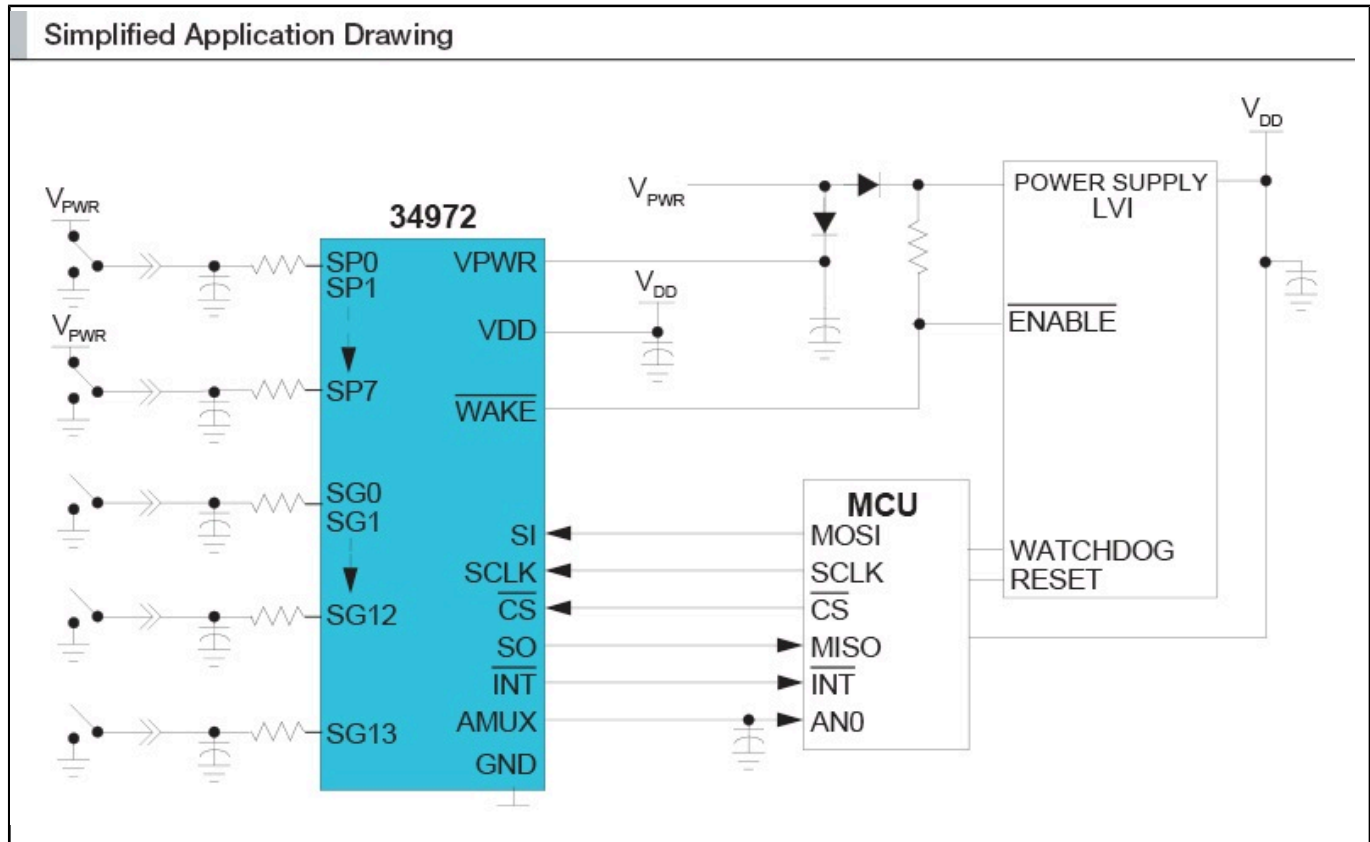 Simplified Application Drawing
V_PWR
V_PWR
34972
SP0
SP1
SP7
SG0
SG1
SG12
SG13
VPWR
VDD
WAKE
SI
SCLK
CS
SO
INT
AMUX
GND
V_DD
V_PWR
MCU
MOSI
SCLK
CS
MISO
INT
AN0
POWER SUPPLY
LVI
ENABLE
WATCHDOG
RESET
V_DD